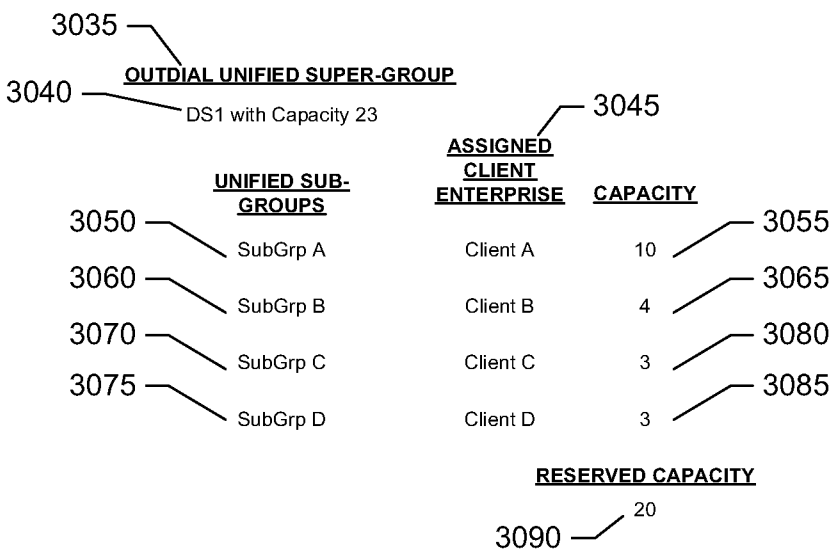 3035
OUTDIAL UNIFIED SUPER-GROUP
3040
DS1 with Capacity 23
3045
UNIFIED SUB-
GROUPS
ASSIGNED
CLIENT
ENTERPRISE
CAPACITY
3050 SubGrp A Client A 10 3055
3060 SubGrp B Client B 4 3065
3070 SubGrp C Client C 3 3080
3075 SubGrp D Client D 3 3085
RESERVED CAPACITY
20
3090